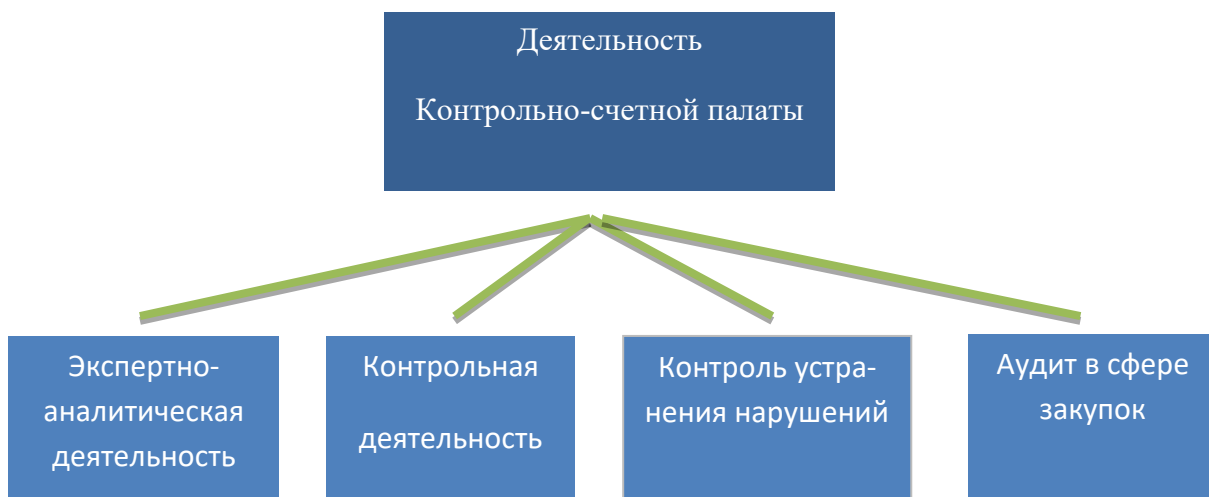 Деятельность
Контрольно-счетной палаты
Экспертно-
аналитическая
деятельность
Контрольная
деятельность
Контроль устра-
нения нарушений
Аудит в сфере
закупок